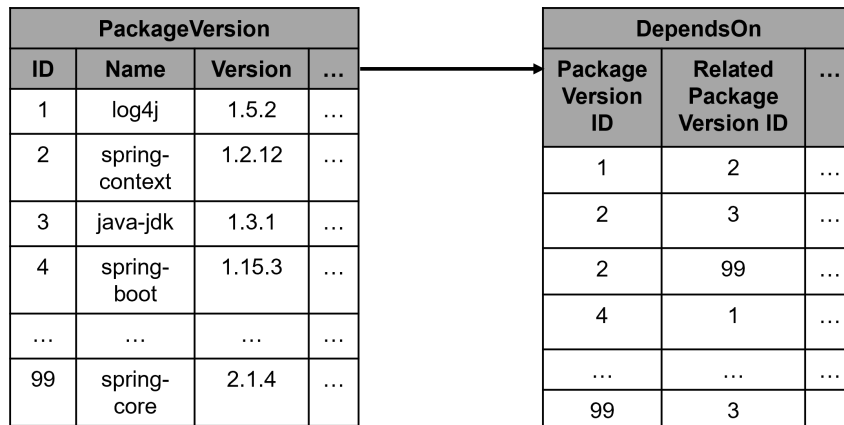 PackageVersion
ID Name Version ...
1 log4j 1.5.2 ...
2 spring- 1.2.12 ...
context
3 java-jdk 1.3.1 ...
4 spring- 1.15.3 ...
boot
... ... ... ...
99 spring- 2.1.4 ...
core
DependsOn
Package Related ...
Version Package
ID Version ID
1 2 ...
2 3 ...
2 99 ...
4 1 ...
... ... ...
99 3